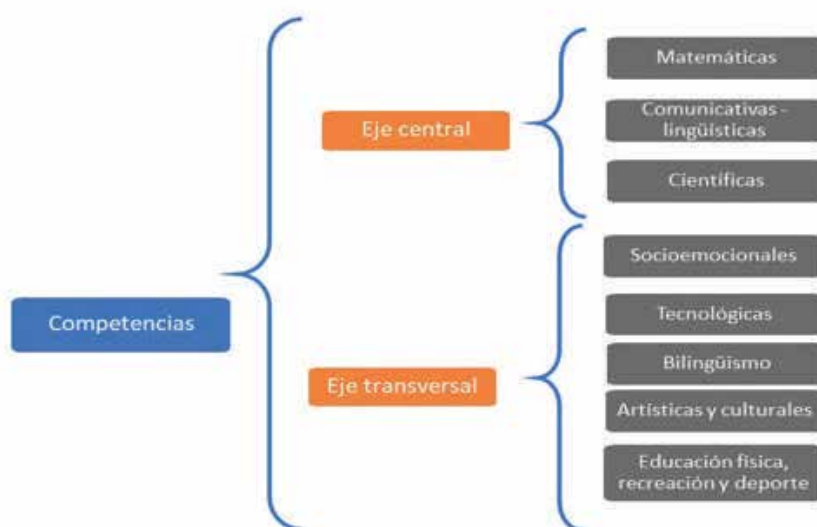 Competencias
Eje central
Matemáticas
Comunicativas -
lingüísticas
Científicas
Eje transversal
Socioemocionales
Tecnológicas
Bilingüismo
Artísticas y culturales
Educación física,
recreación y deporte